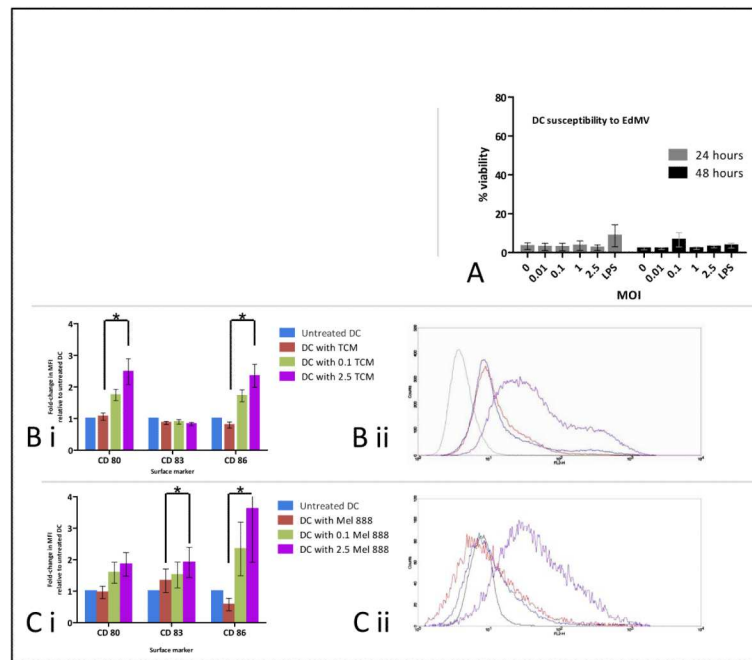 DC susceptibility to EdMV
24 hours
48 hours
% viability
80
60
40
20
0
0
0.01
0.1
1
2.5
LPS
0
0.01
0.1
1
2.5
LPS
MOI
A
Fold-change in MFI
relative to untreated DC
4
3
2
1
0
*
*
CD 80
CD 83
CD 86
Surface marker
Untreated DC
DC with TCM
DC with 0.1 TCM
DC with 2.5 TCM
B i
B ii
Counts
FL2-H
Fold-change in MFI
relative to untreated DC
4
3
2
1
0
*
*
CD 80
CD 83
CD 86
Surface marker
Untreated DC
DC with Mel 888
DC with 0.1 Mel 888
DC with 2.5 Mel 888
C i
C ii
Counts